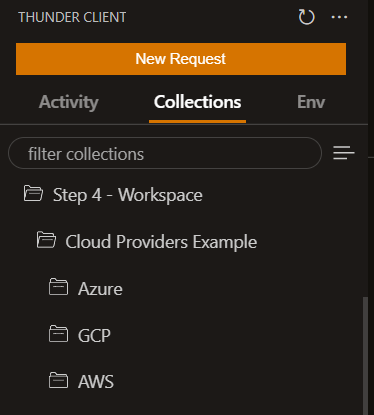 THUNDER CLIENT
New Request
Activity Collections Env
filter collections
Step 4 - Workspace
Cloud Providers Example
Azure
GCP
AWS